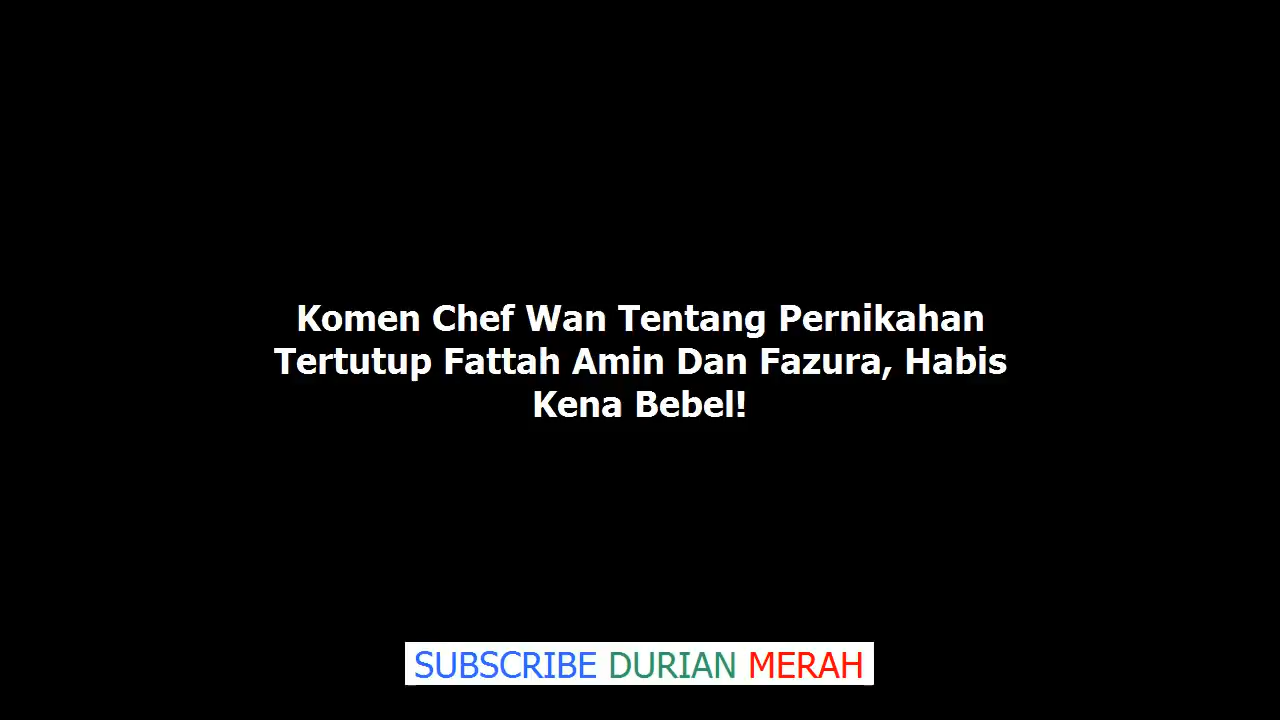 Komen Chef Wan Tentang Pernikahan
Tertutup Fattah Amin Dan Fazura, Habis
Kena Bebel!
SUBSCRIBE DURIAN MERAH